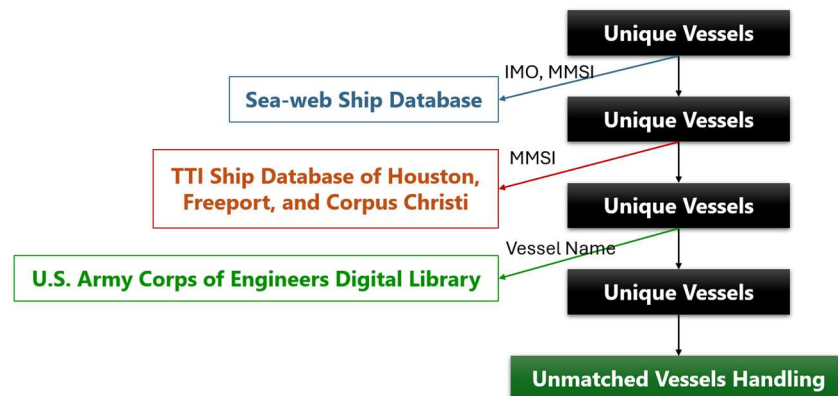 Unique Vessels
IMO, MMSI
Sea-web Ship Database
Unique Vessels
MMSI
TTI Ship Database of Houston,
Freeport, and Corpus Christi
Unique Vessels
Vessel Name
U.S. Army Corps of Engineers Digital Library
Unique Vessels
Unmatched Vessels Handling